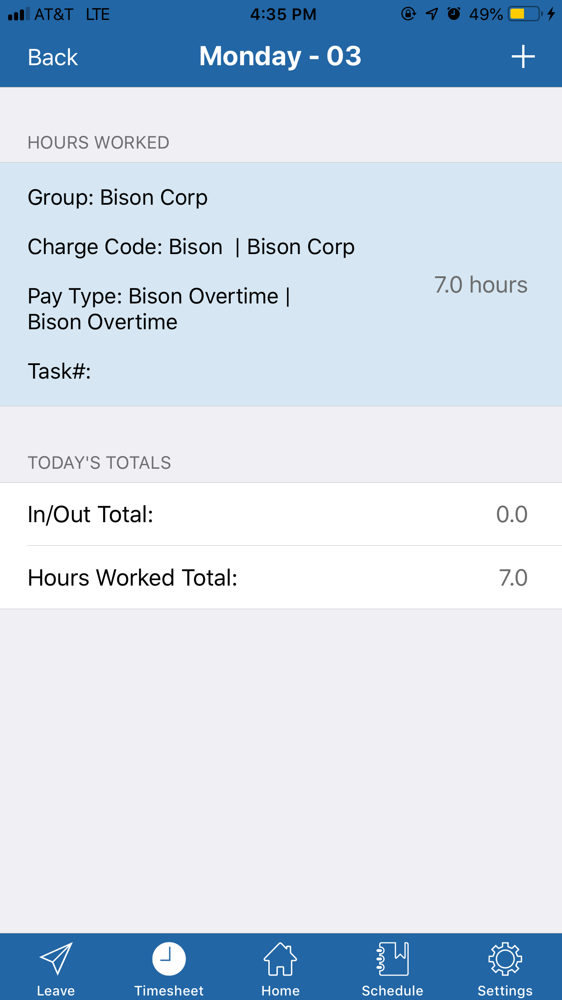 AT&T LTE 4:35 PM 49%
Back Monday - 03 +
HOURS WORKED
Group: Bison Corp
Charge Code: Bison  | Bison Corp
7.0 hours
Pay Type: Bison Overtime |
Bison Overtime
Task#:
TODAY'S TOTALS
In/Out Total: 0.0
Hours Worked Total: 7.0
Leave Timesheet Home Schedule Settings